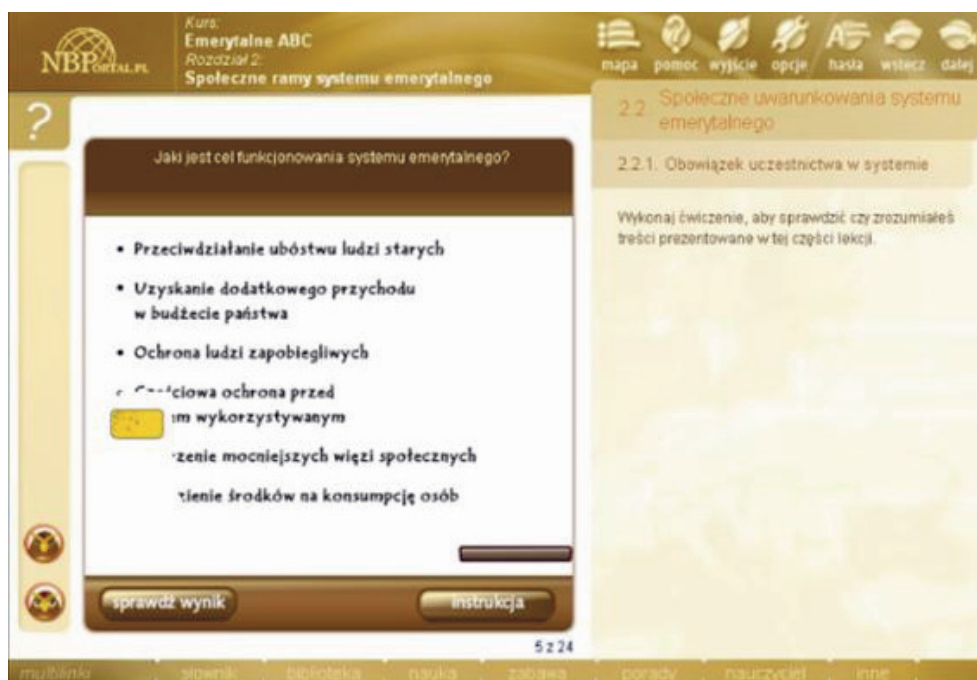 NBPORTAL.PL
Kurs:
Emerytalne ABC
Rozdział 2:
Społeczne ramy systemu emerytalnego
mapa pomoc wyjście opcje hasła wstecz dalej
?
Jaki jest cel funkcjonowania systemu emerytalnego?
• Przeciwdziałanie ubóstwu ludzi starych
• Uzyskanie dodatkowego przychodu
w budżecie państwa
• Ochrona ludzi zapobiegliwych
ochrona przed
wykorzystywanym
mocniejszych więzi społecznych
środków na konsumpcję osób
sprawdź wynik instrukcja
5 z 24
2.2 Społeczne uwarunkowania systemu
emerytalnego
2.2.1. Obowiązek uczestnictwa w systemie
Wykonaj ćwiczenie, aby sprawdzić czy zrozumiałeś
treści prezentowane w tej części lekcji.
multilinki słownik biblioteka nauka zabawa porady nauczyciel inne